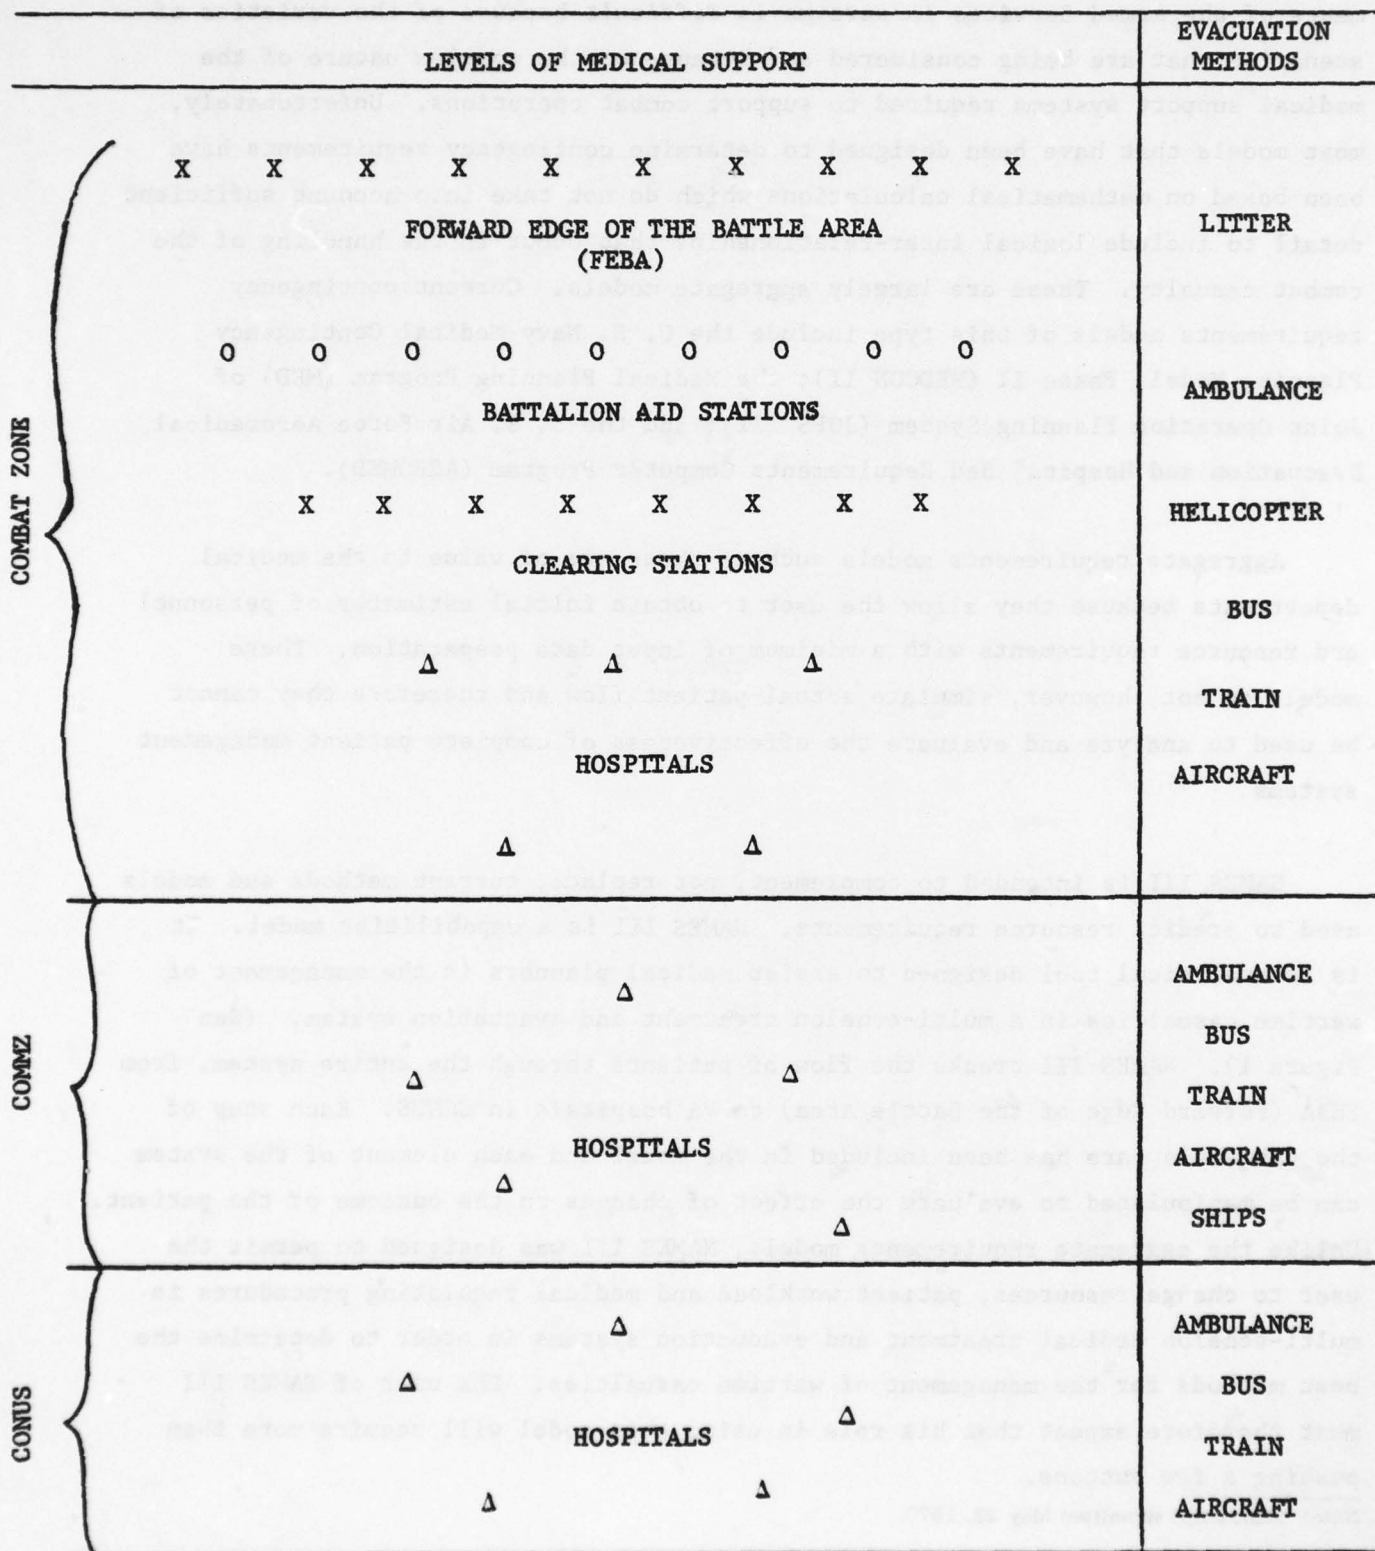 LEVELS OF MEDICAL SUPPORT
EVACUATION
METHODS
COMBAT ZONE
X X X X X X X X X X
FORWARD EDGE OF THE BATTLE AREA
(FEBA)
LITTER
O O O O O O O O O
BATTALION AID STATIONS
AMBULANCE
X X X X X X X X
HELICOPTER
CLEARING STATIONS
BUS
Δ Δ Δ
TRAIN
HOSPITALS
AIRCRAFT
Δ Δ
COMMZ
AMBULANCE
Δ
BUS
Δ Δ
TRAIN
HOSPITALS
AIRCRAFT
Δ
SHIPS
Δ
CONUS
Δ
AMBULANCE
Δ
BUS
Δ
HOSPITALS
TRAIN
Δ Δ
AIRCRAFT